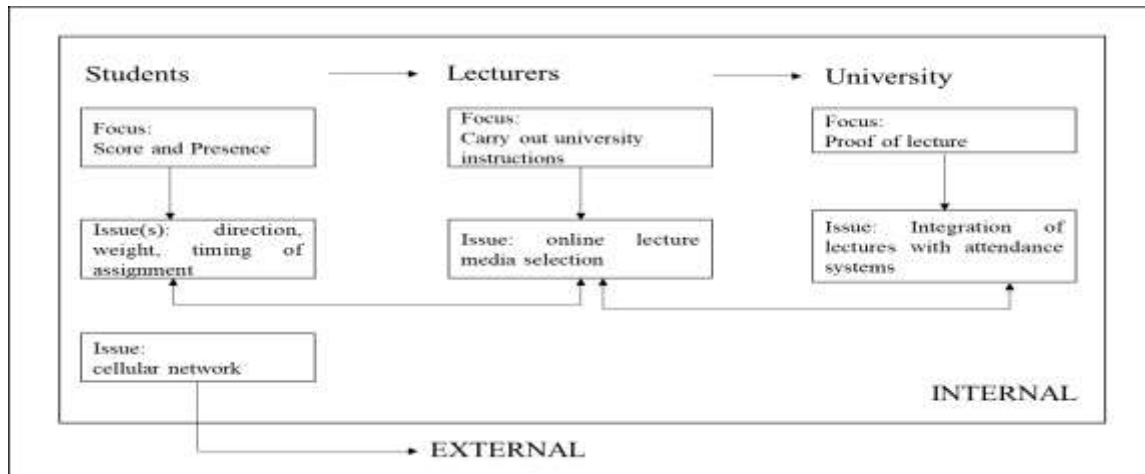 Students
Lecturers
University
Focus:
Score and Presence
Focus:
Carry out university
instructions
Focus:
Proof of lecture
Issue(s): direction,
weight, timing of
assignment
Issue: online lecture
media selection
Issue: Integration of
lectures with attendance
systems
Issue:
cellular network
INTERNAL
EXTERNAL